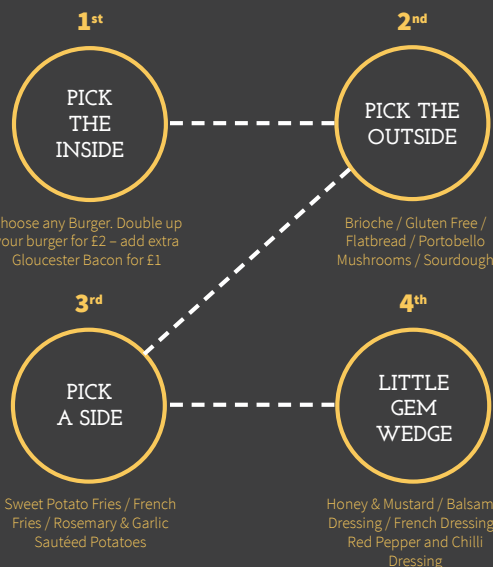 1st
PICK
THE
INSIDE
hoose any Burger. Double up
your burger for £2 – add extra
Gloucester Bacon for £1
2nd
PICK THE
OUTSIDE
Brioche / Gluten Free /
Flatbread / Portobello
Mushrooms / Sourdough
3rd
PICK
A SIDE
Sweet Potato Fries / French
Fries / Rosemary & Garlic
Sautéed Potatoes
4th
LITTLE
GEM
WEDGE
Honey & Mustard / Balsam
Dressing / French Dressing
Red Pepper and Chilli
Dressing